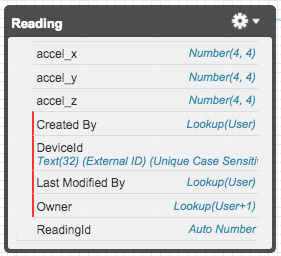 Reading
accel_x Number(4, 4)
accel_y Number(4, 4)
accel_z Number(4, 4)
Created By Lookup(User)
DeviceId
Text(32) (External ID) (Unique Case Sensiti
Last Modified By Lookup(User)
Owner Lookup(User+1)
ReadingId Auto Number